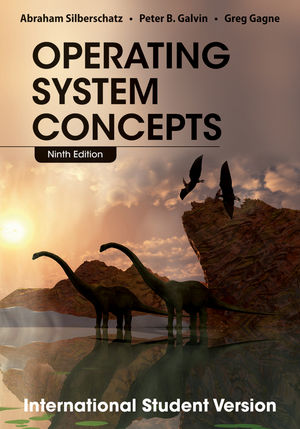 Abraham Silberschatz • Peter B. Galvin • Greg Gagne
OPERATING
SYSTEM
CONCEPTS
Ninth Edition
International Student Version